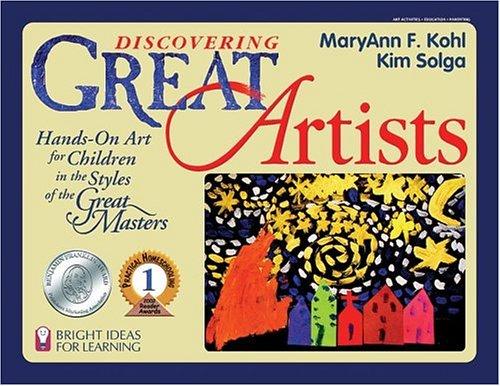 ART ACTIVITIES • EDUCATION • PARENTING
DISCOVERING
GREAT
Artists
MaryAnn F. Kohl
Kim Solga
Hands-On Art
for Children
in the Styles
of the Great
Masters
BENJAMIN FRANKLIN AWARD
PRACTICAL HOMESCHOOLING
1
2002
Reader
Awards
BRIGHT IDEAS
FOR LEARNING